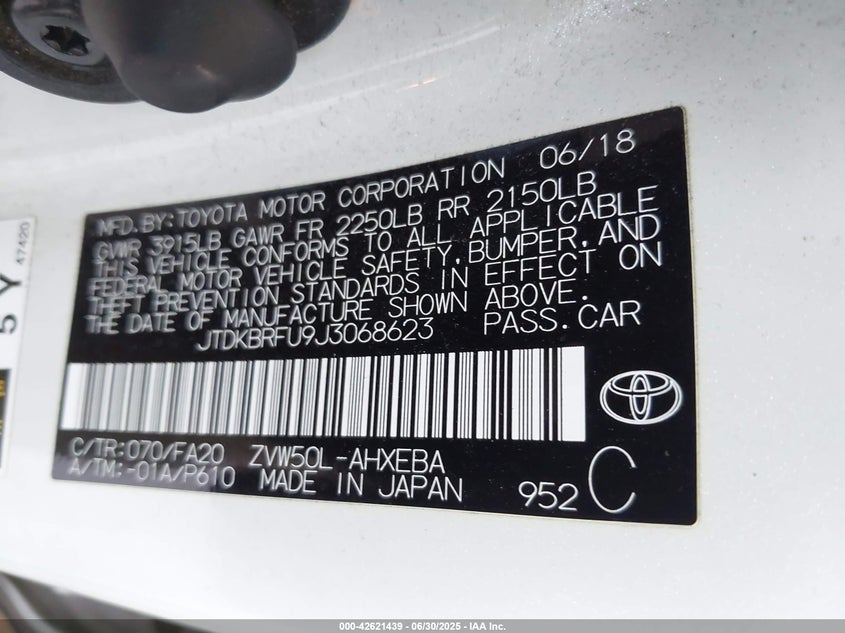 MFD.BY:TOYOTA MOTOR CORPORATION 06/18
GVWR 3915LB GAWR FR 2250LB RR 2150LB
THIS VEHICLE CONFORMS TO ALL APPLICABLE
FEDERAL MOTOR VEHICLE SAFETY,BUMPER,AND
THEFT PREVENTION STANDARDS IN EFFECT ON
THE DATE OF MANUFACTURE SHOWN ABOVE.
JTDKBRFU9J3068623 PASS.CAR
C/TR:070/FA20 ZVW50L-AHXEBA
A/TM:-01A/P610 MADE IN JAPAN
952 C
5 Y
47420
000-42621439 - 06/30/2025 - IAA Inc.